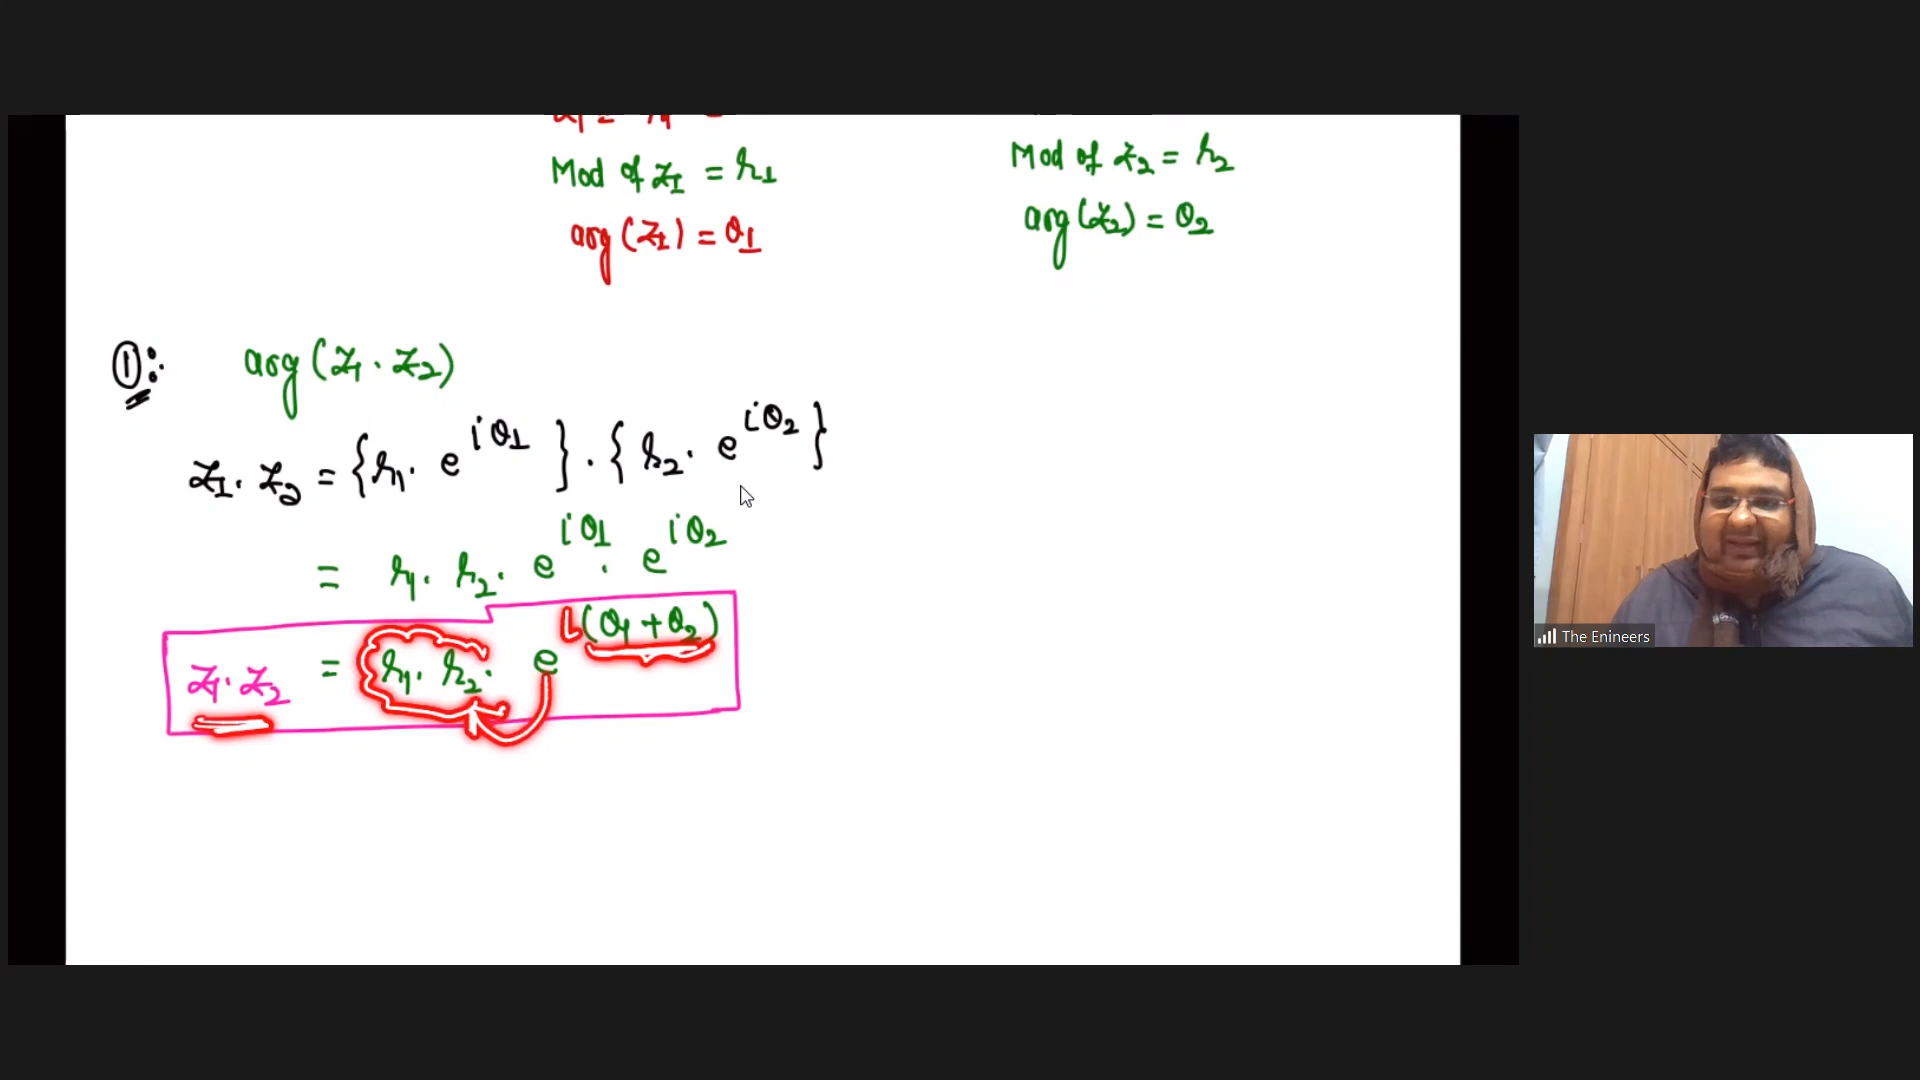 Mod of z₁ = r₁
Mod of z₂ = r₂
arg (z₁) = θ₁
arg (z₂) = θ₂
①:. arg (z₁ . z₂)
z₁ . z₂ = {r₁ . e^{iθ₁}} . {r₂ . e^{iθ₂}}
= r₁ . r₂ . e^{iθ₁} . e^{iθ₂}
z₁ . z₂ = r₁ . r₂ . e^{i(θ₁ + θ₂)}
The Enineers